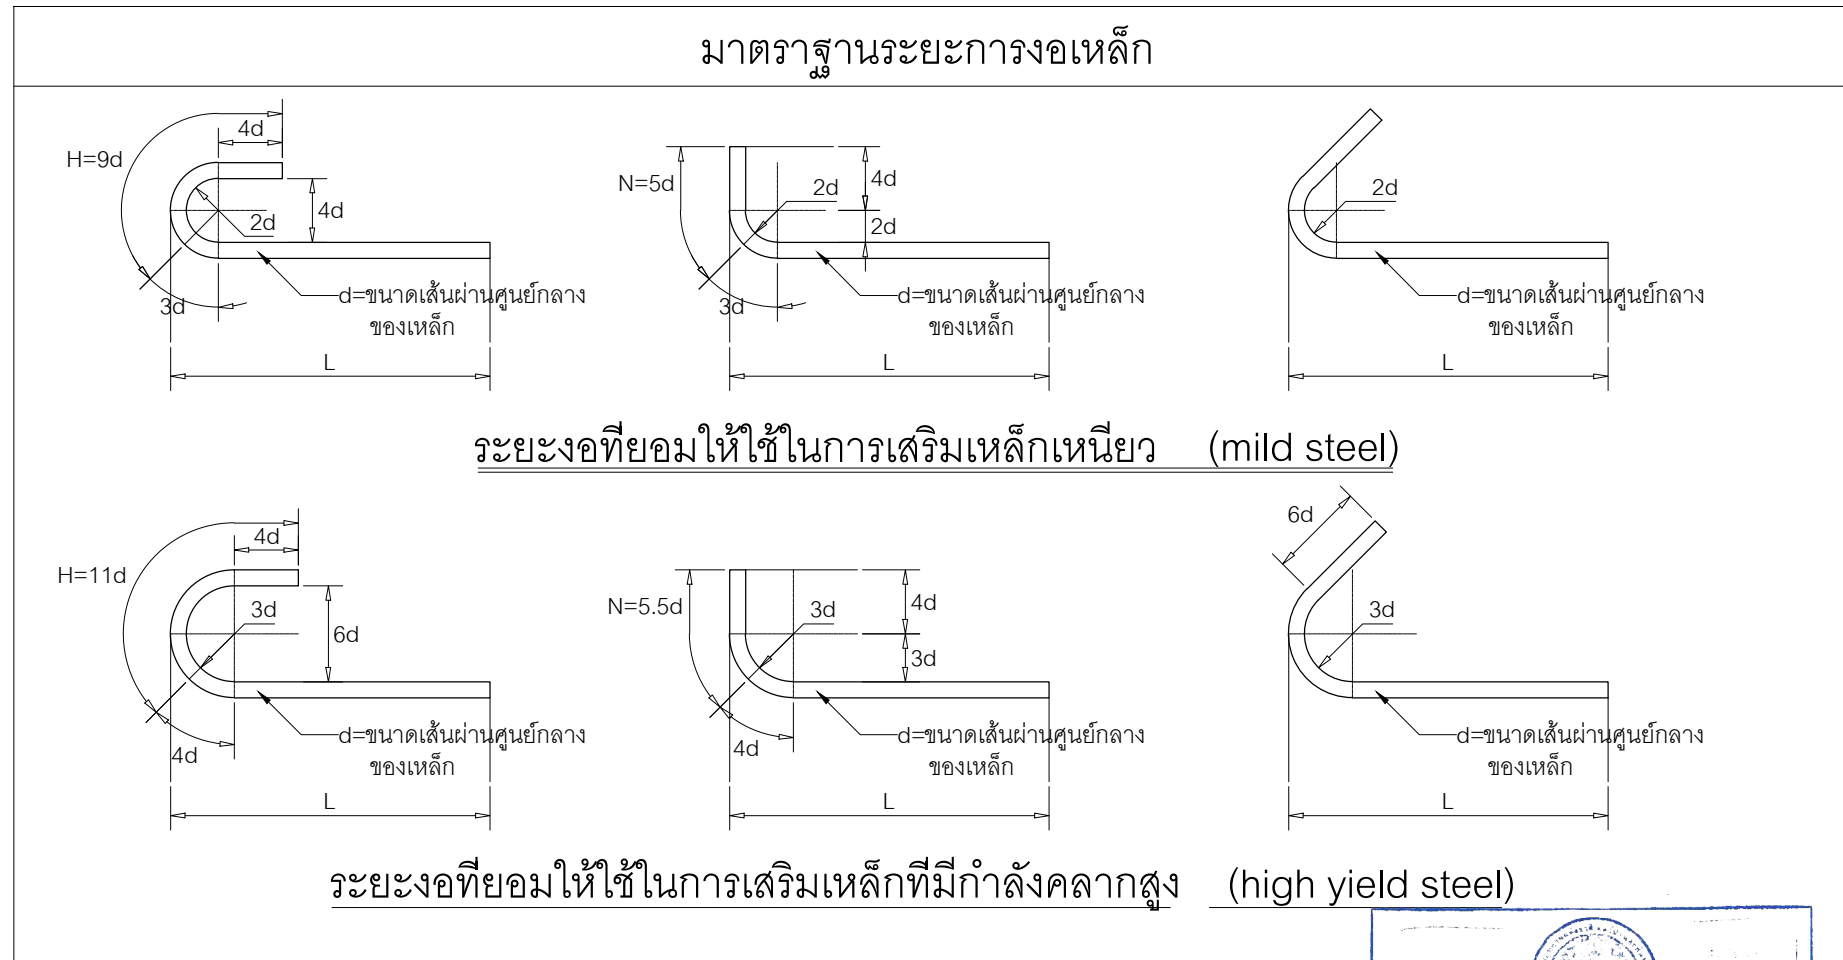 มาตราฐานระยะการงอเหล็ก
4d
H=9d
4d
2d
3d
d=ขนาดเส้นผ่านศูนย์กลาง
ของเหล็ก
L
N=5d
2d
4d
2d
3d
d=ขนาดเส้นผ่านศูนย์กลาง
ของเหล็ก
L
2d
d=ขนาดเส้นผ่านศูนย์กลาง
ของเหล็ก
L
ระยะงอที่ยอมให้ใช้ในการเสริมเหล็กเหนียว (mild steel)
4d
H=11d
3d
6d
4d
d=ขนาดเส้นผ่านศูนย์กลาง
ของเหล็ก
L
N=5.5d
3d
4d
3d
4d
d=ขนาดเส้นผ่านศูนย์กลาง
ของเหล็ก
L
6d
3d
d=ขนาดเส้นผ่านศูนย์กลาง
ของเหล็ก
L
ระยะงอที่ยอมให้ใช้ในการเสริมเหล็กที่มีกำลังคลากสูง (high yield steel)